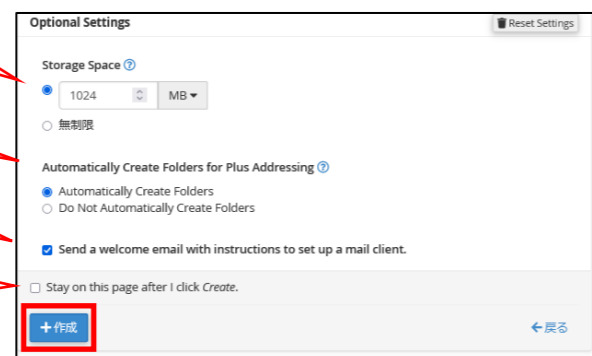 Optional Settings
Reset Settings
Storage Space
1024 MB
無制限
Automatically Create Folders for Plus Addressing
Automatically Create Folders
Do Not Automatically Create Folders
Send a welcome email with instructions to set up a mail client.
Stay on this page after I click Create.
+作成
戻る